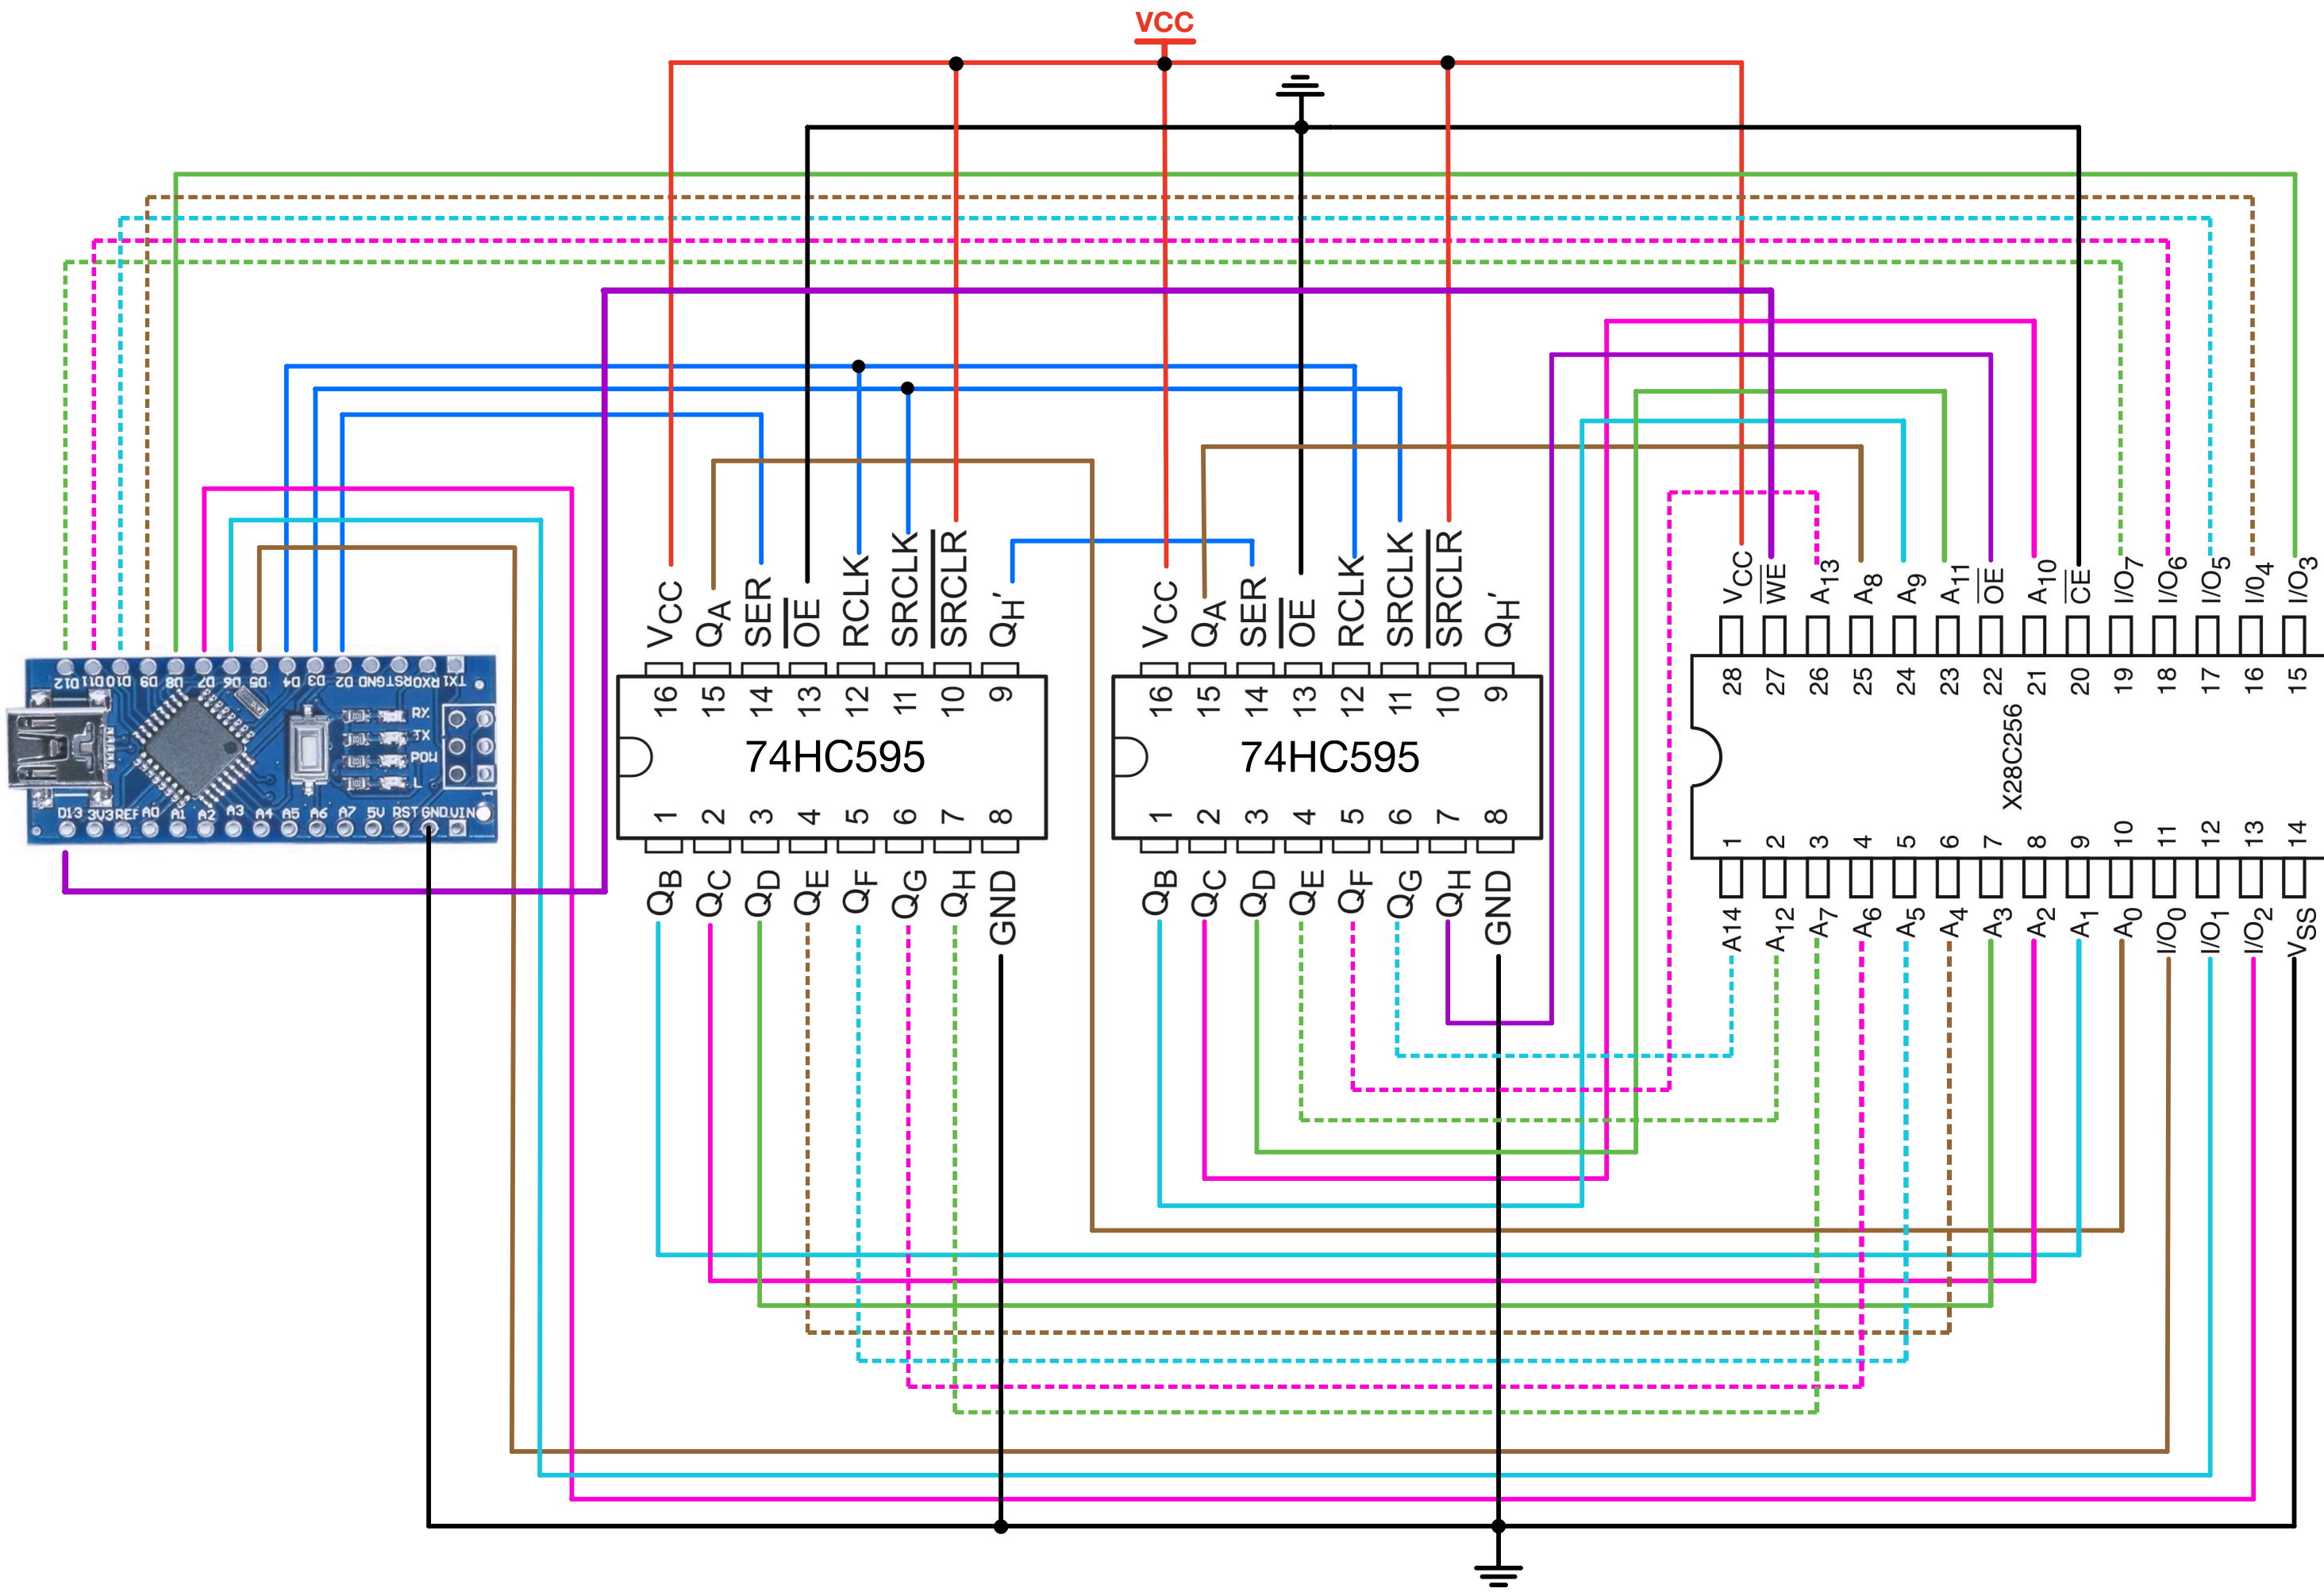 VCC
VCC
QA
SER
OE
RCLK
SRCLK
SRCLR
QH'
VCC
QA
SER
OE
RCLK
SRCLK
SRCLR
QH'
VCC
WE
A13
A8
A9
A11
OE
A10
CE
I/O7
I/O6
I/O5
I/04
I/O3
D12 D11 D10 D9 D8 D7 D6 D5 D4 D3 D2 GND RST RX0 TX1
RX
TX
POW
L
1
D13 3V3 REF A0 A1 A2 A3 A4 A5 A6 A7 5V RST GND VIN
16 15 14 13 12 11 10 9
74HC595
1 2 3 4 5 6 7 8
16 15 14 13 12 11 10 9
74HC595
1 2 3 4 5 6 7 8
28 27 26 25 24 23 22 21 20 19 18 17 16 15
X28C256
1 2 3 4 5 6 7 8 9 10 11 12 13 14
QB
QC
QD
QE
QF
QG
QH
GND
QB
QC
QD
QE
QF
QG
QH
GND
A14
A12
A7
A6
A5
A4
A3
A2
A1
A0
I/O0
I/O1
I/O2
VSS